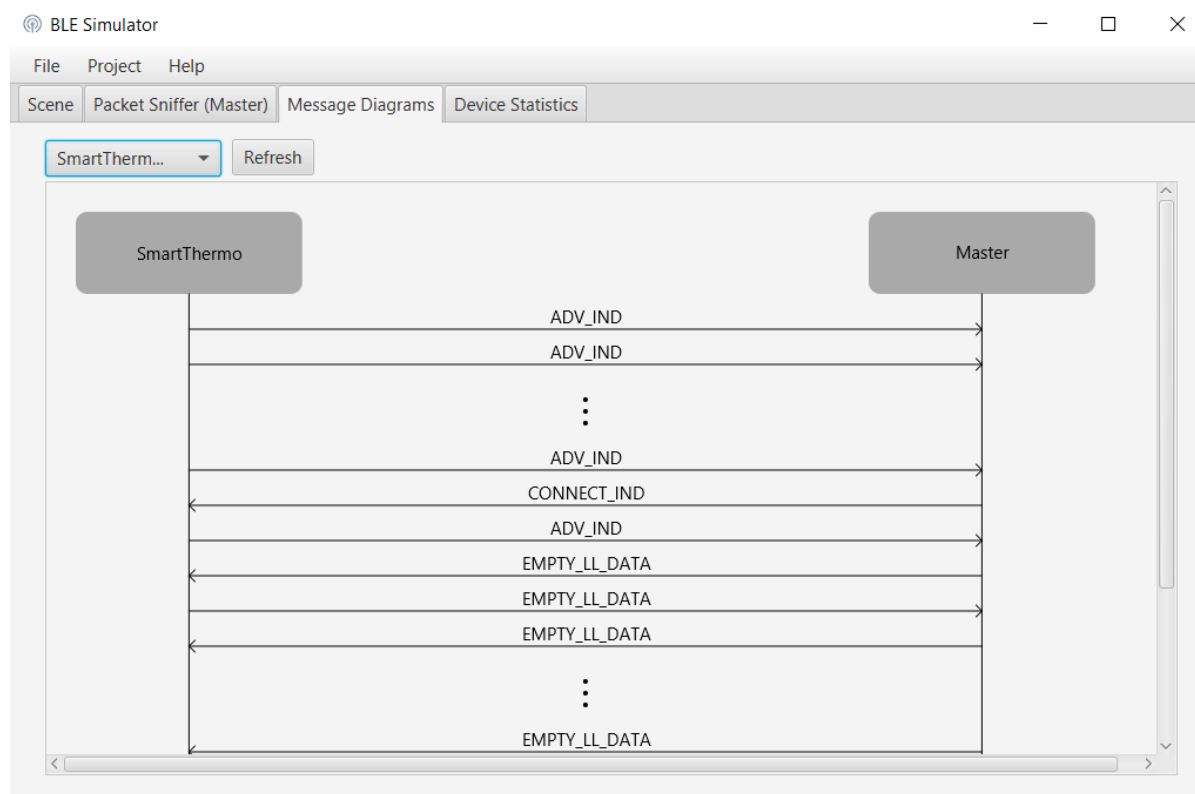 BLE Simulator
File Project Help
Scene Packet Sniffer (Master) Message Diagrams Device Statistics
SmartTherm... Refresh
SmartThermo Master
ADV_IND
ADV_IND
ADV_IND
CONNECT_IND
ADV_IND
EMPTY_LL_DATA
EMPTY_LL_DATA
EMPTY_LL_DATA
EMPTY_LL_DATA